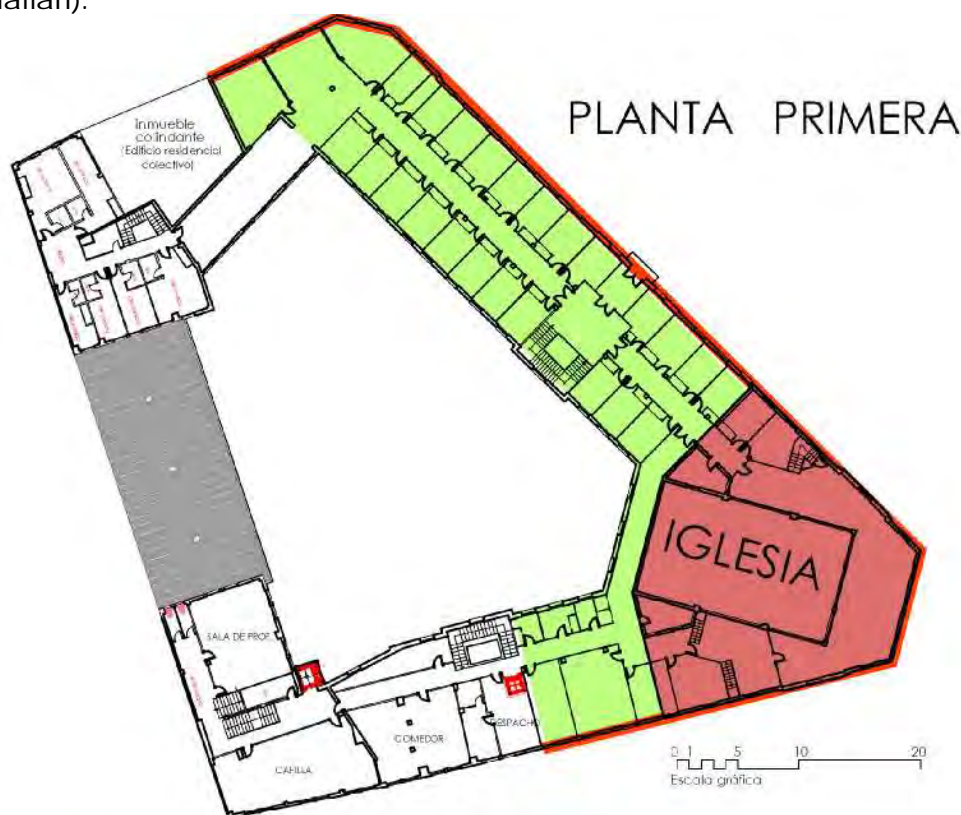 PLANTA PRIMERA
Inmueble
colindante
(Edificio residencial
colectivo)
IGLESIA
SALA DE PROF.
DESPACHO
COMEDOR
CAPILLA
0 1 5 10 20
Escala gráfica